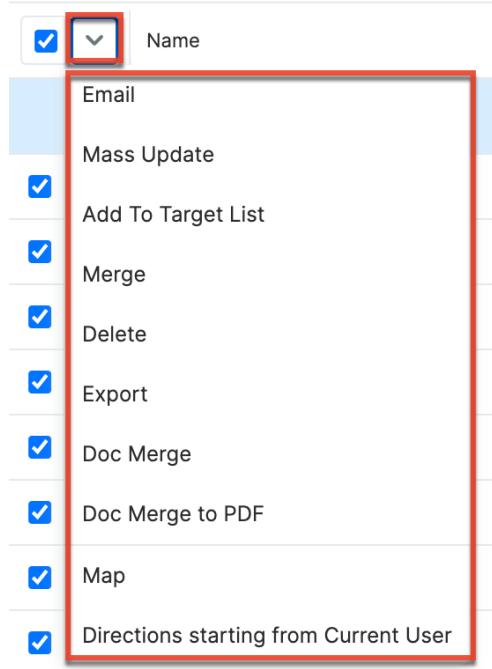 Name
Email
Mass Update
Add To Target List
Merge
Delete
Export
Doc Merge
Doc Merge to PDF
Map
Directions starting from Current User